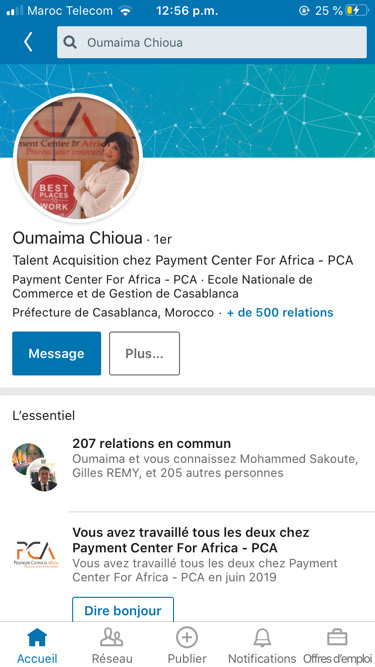 Maroc Telecom
12:56 p.m.
25 %
Oumaima Chioua
ment Center for Afric
BEST
PLACES
TO
WORK
Oumaima Chioua · 1er
Talent Acquisition chez Payment Center For Africa - PCA
Payment Center For Africa - PCA · Ecole Nationale de
Commerce et de Gestion de Casablanca
Préfecture de Casablanca, Morocco · + de 500 relations
Message
Plus...
L’essentiel
207 relations en commun
Oumaima et vous connaissez Mohammed Sakoute,
Gilles REMY, et 205 autres personnes
PCA
Payment Center for Africa
Vous avez travaillé tous les deux chez
Payment Center For Africa - PCA
Vous avez travaillé tous les deux chez Payment
Center For Africa - PCA en juin 2019
Dire bonjour
Accueil
Réseau
Publier
Notifications
Offres d’emploi